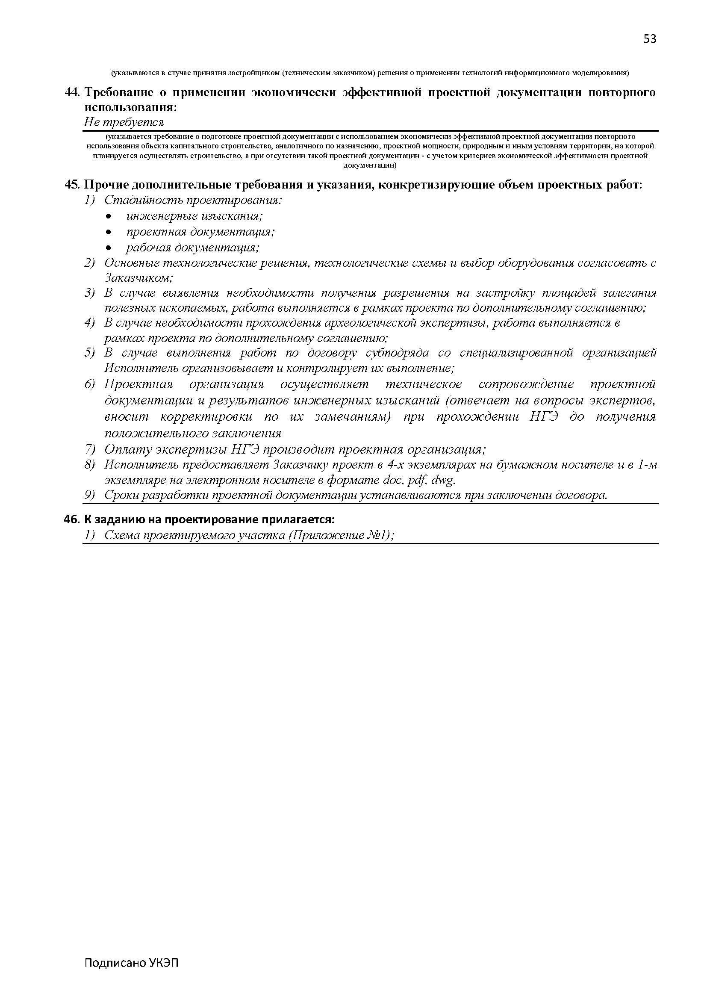 53
(указываются в случае принятия застройщиком (техническим заказчиком) решения о применении технологий информационного моделирования)
44. Требование о применении экономически эффективной проектной документации повторного
использования:
Не требуется
(указывается требование о подготовке проектной документации с использованием экономически эффективной проектной документации повторного
использования объекта капитального строительства, аналогичного по назначению, проектной мощности, природным и иным условиям территории, на которой
планируется осуществлять строительство, а при отсутствии такой проектной документации - с учетом критериев экономической эффективности проектной
документации)
45. Прочие дополнительные требования и указания, конкретизирующие объем проектных работ:
1) Стадийность проектирования:
• инженерные изыскания;
• проектная документация;
• рабочая документация;
2) Основные технологические решения, технологические схемы и выбор оборудования согласовать с
Заказчиком;
3) В случае выявления необходимости получения разрешения на застройку площадей залегания
полезных ископаемых, работа выполняется в рамках проекта по дополнительному соглашению;
4) В случае необходимости прохождения археологической экспертизы, работа выполняется в
рамках проекта по дополнительному соглашению;
5) В случае выполнения работ по договору субподряда со специализированной организацией
Исполнитель организовывает и контролирует их выполнение;
6) Проектная организация осуществляет техническое сопровождение проектной
документации и результатов инженерных изысканий (отвечает на вопросы экспертов,
вносит корректировки по их замечаниям) при прохождении НГЭ до получения
положительного заключения
7) Оплату экспертизы НГЭ производит проектная организация;
8) Исполнитель предоставляет Заказчику проект в 4-х экземплярах на бумажном носителе и в 1-м
экземпляре на электронном носителе в формате doc, pdf, dwg.
9) Сроки разработки проектной документации устанавливаются при заключении договора.
46. К заданию на проектирование прилагается:
1) Схема проектируемого участка (Приложение №1);
Подписано УКЭП